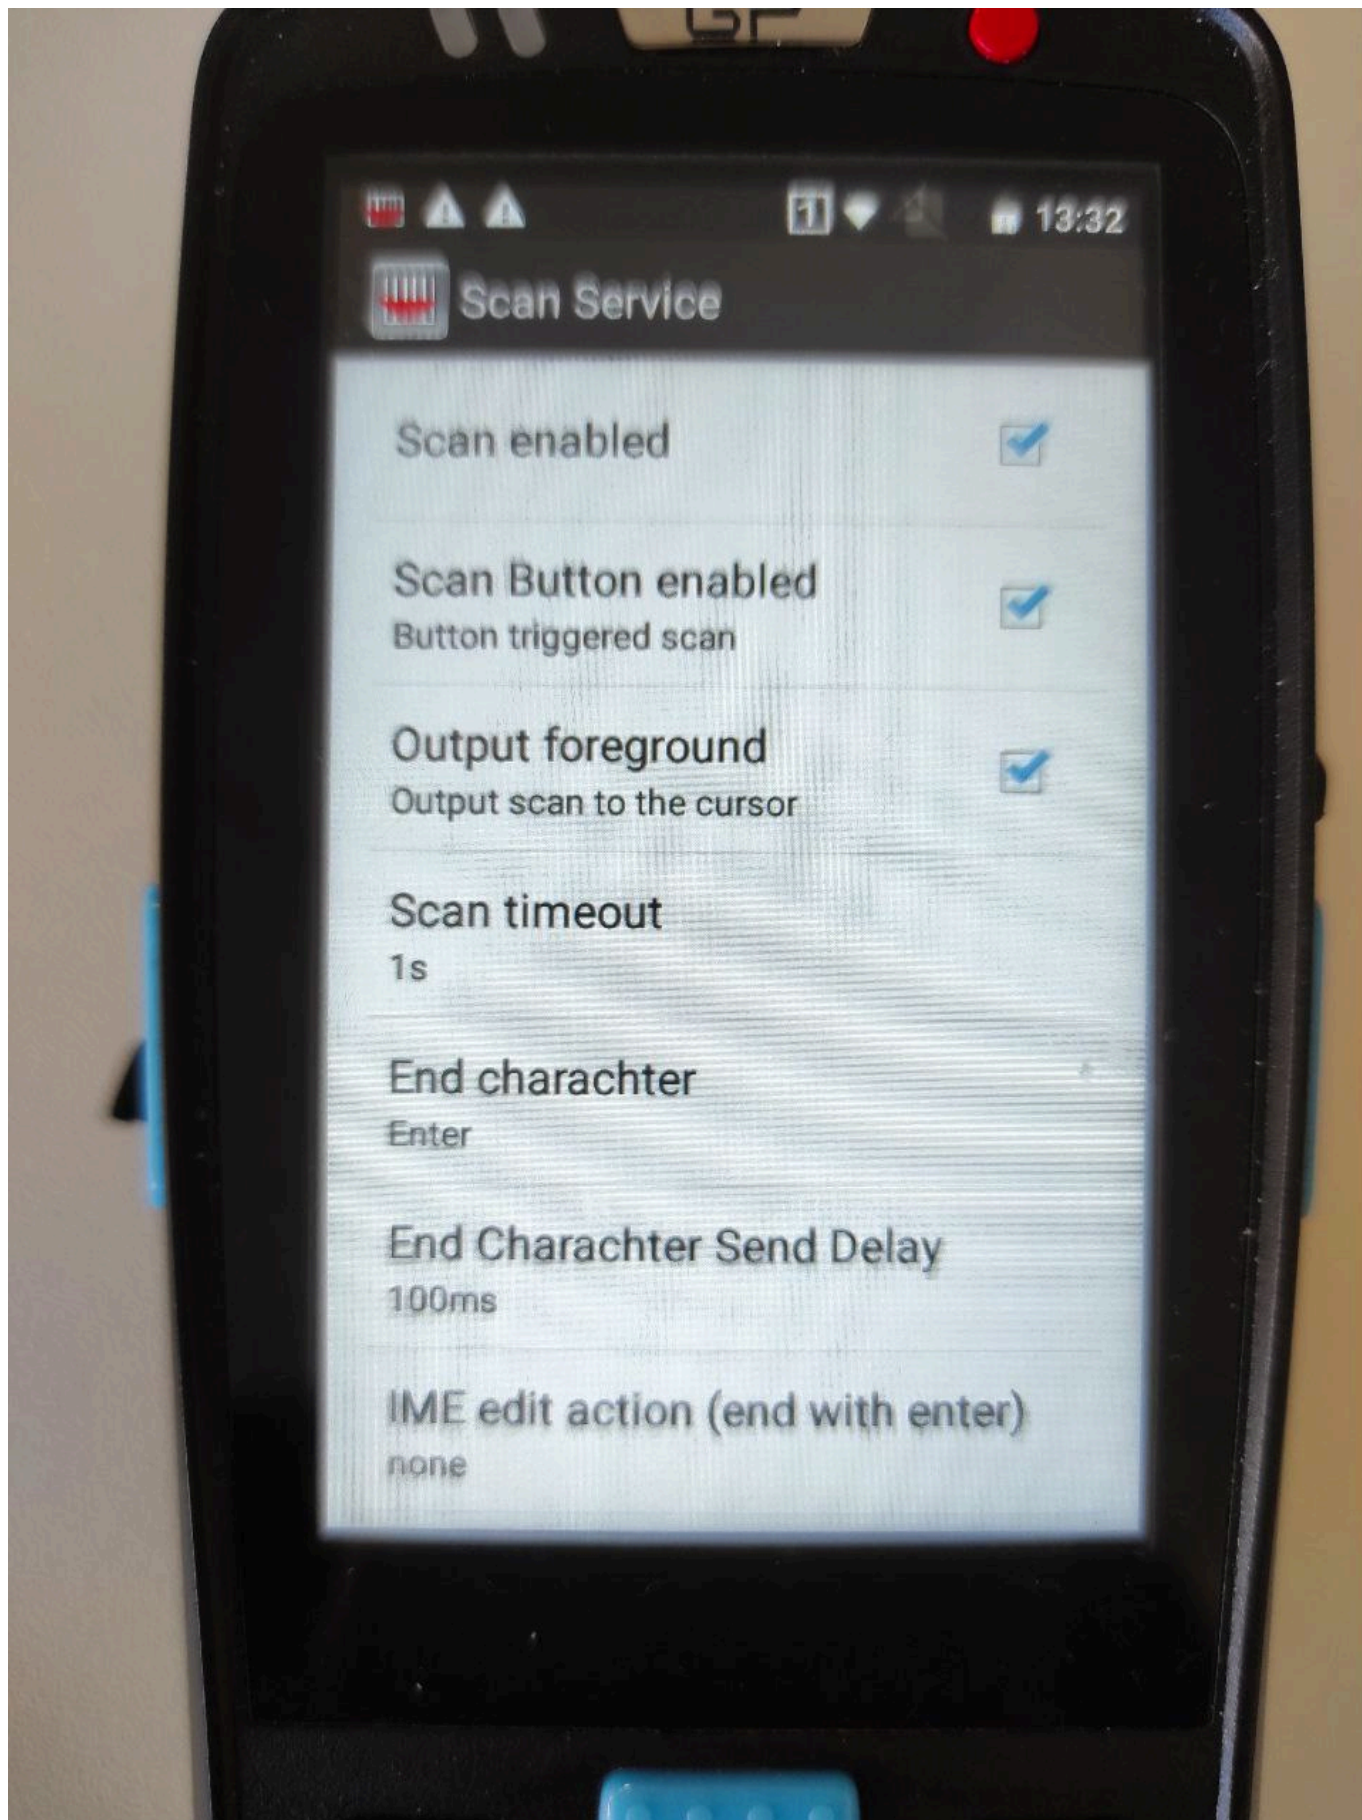 13:32
Scan Service
Scan enabled
Scan Button enabled
Button triggered scan
Output foreground
Output scan to the cursor
Scan timeout
1s
End charachter
Enter
End Charachter Send Delay
100ms
IME edit action (end with enter)
none